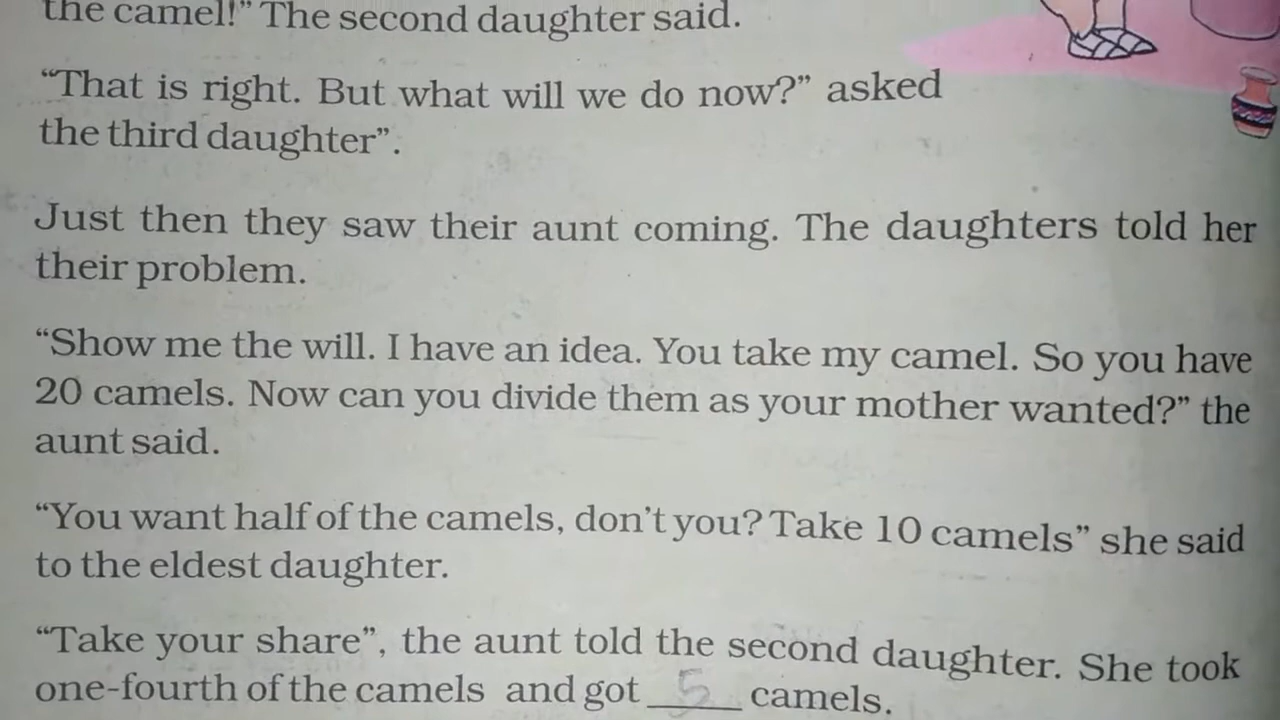 the camel!” The second daughter said.
“That is right. But what will we do now?” asked
the third daughter”.
Just then they saw their aunt coming. The daughters told her
their problem.
“Show me the will. I have an idea. You take my camel. So you have
20 camels. Now can you divide them as your mother wanted?” the
aunt said.
“You want half of the camels, don’t you? Take 10 camels” she said
to the eldest daughter.
“Take your share”, the aunt told the second daughter. She took
one-fourth of the camels and got 5 camels.